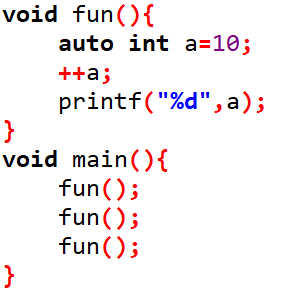 void fun(){
    auto int a=10;
    ++a;
    printf("%d",a);
}
void main(){
    fun();
    fun();
    fun();
}